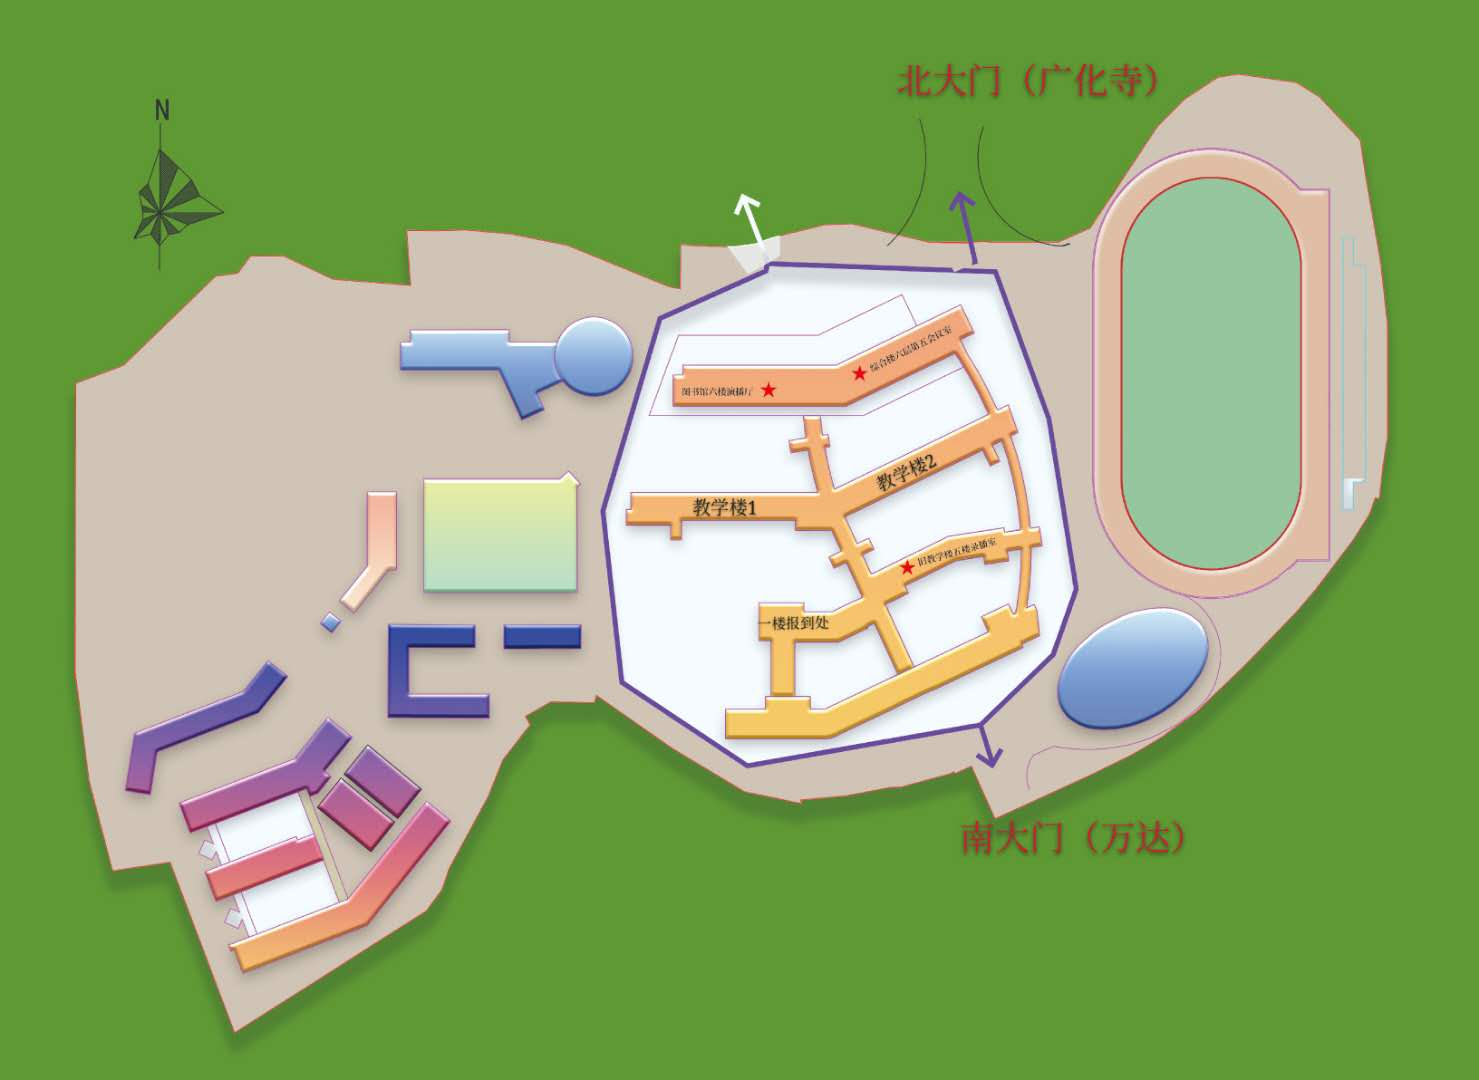 北大门（广化寺）
N
综合楼六层第五会议室
图书馆六楼演播厅
教学楼2
教学楼1
旧教学楼五楼录播室
一楼报到处
南大门（万达）